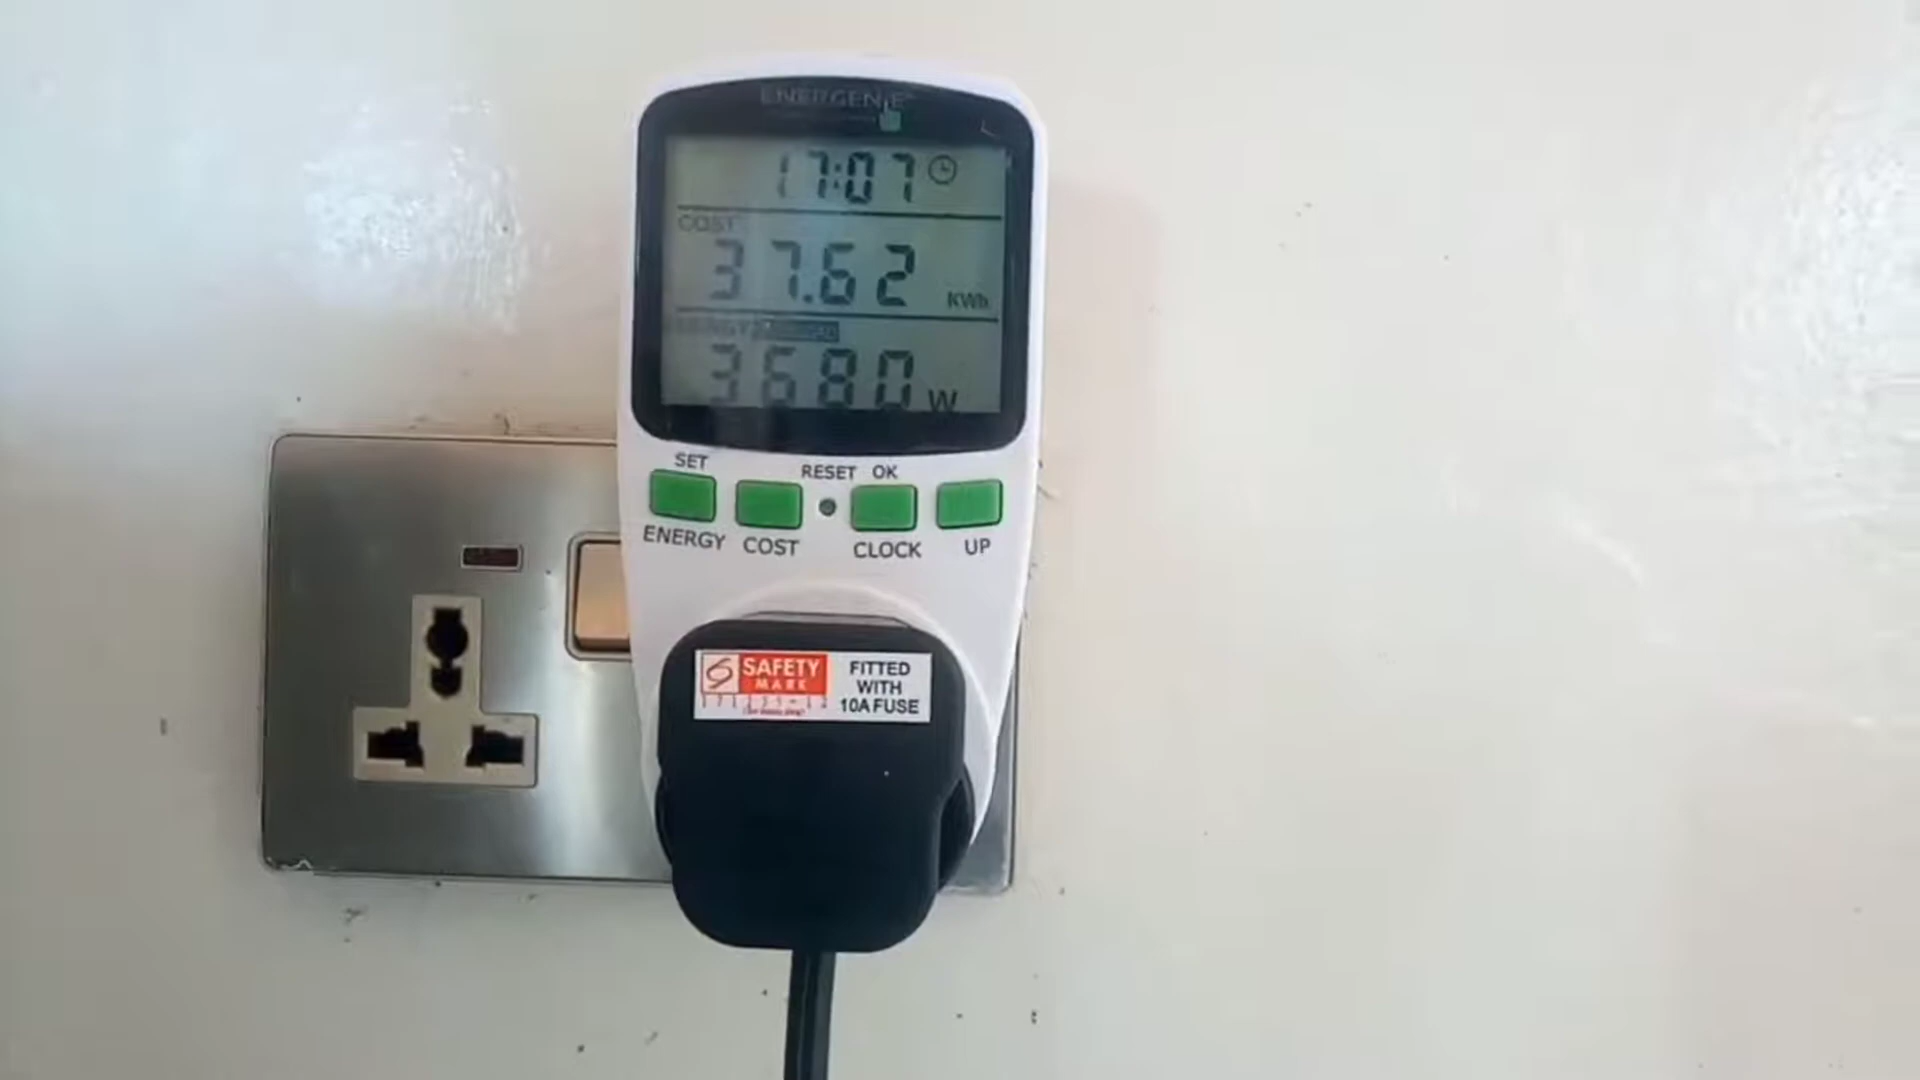 ENERGENIE
17:07
COST
37.62 KWh
ENERGY OVERLOAD
3680 W
SET RESET OK
ENERGY COST CLOCK UP
SAFETY
MARK
FITTED
WITH
10A FUSE